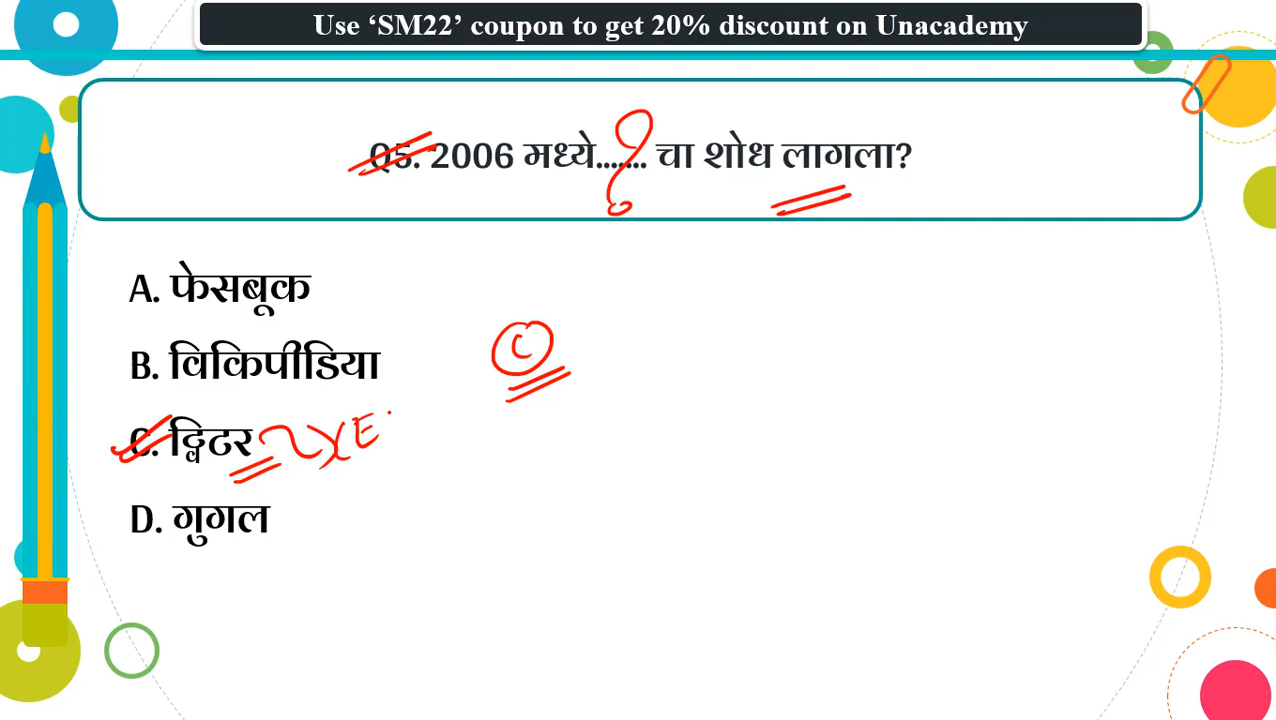 Use ‘SM22’ coupon to get 20% discount on Unacademy
Q5. 2006 मध्ये....... चा शोध लागला?
?
A. फेसबूक
B. विकिपीडिया
C
C. ट्विटर X E
D. गुगल